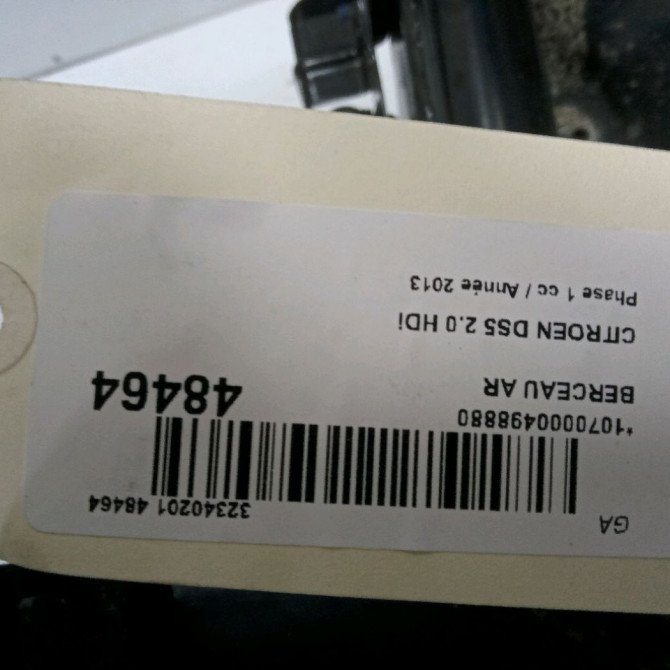 GA
32340201 48464
*1070000498880
BERCEAU AR
48464
CITROEN DS5 2.0 HDi
Phase 1 cc / Année 2013